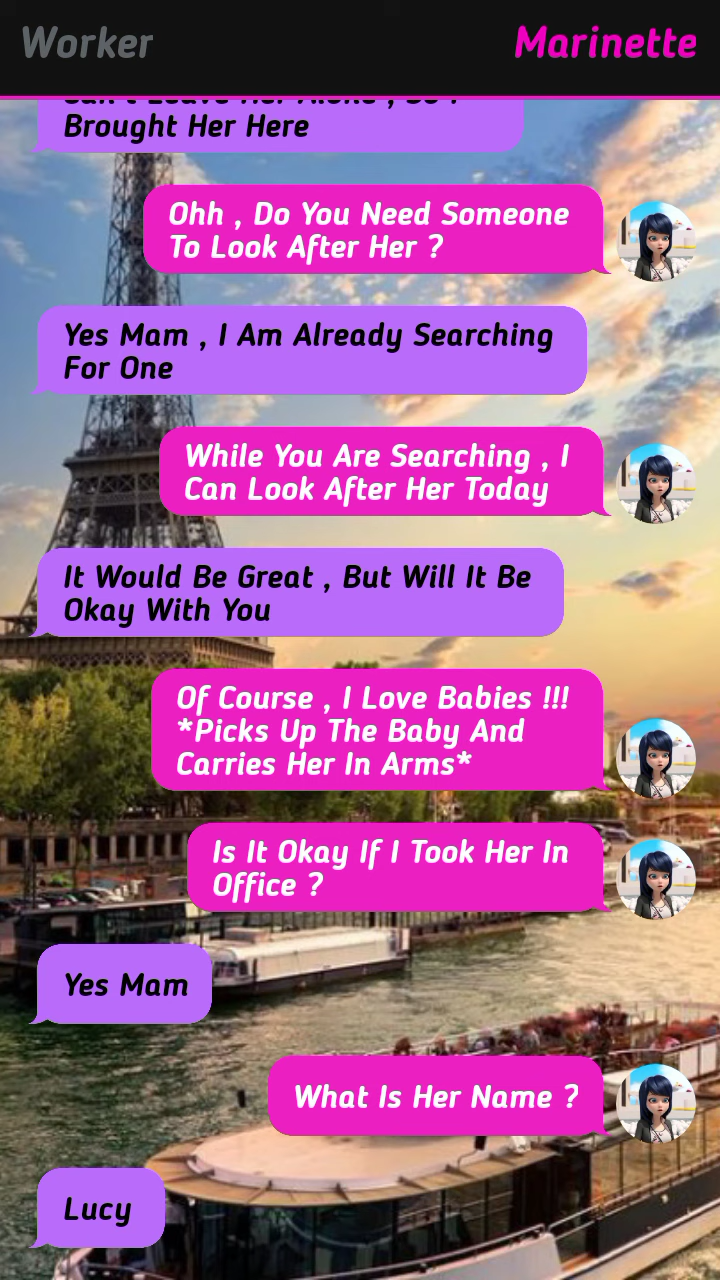 Worker
Marinette
Brought Her Here
Ohh , Do You Need Someone
To Look After Her ?
Yes Mam , I Am Already Searching
For One
While You Are Searching , I
Can Look After Her Today
It Would Be Great , But Will It Be
Okay With You
Of Course , I Love Babies !!!
*Picks Up The Baby And
Carries Her In Arms*
Is It Okay If I Took Her In
Office ?
Yes Mam
What Is Her Name ?
Lucy